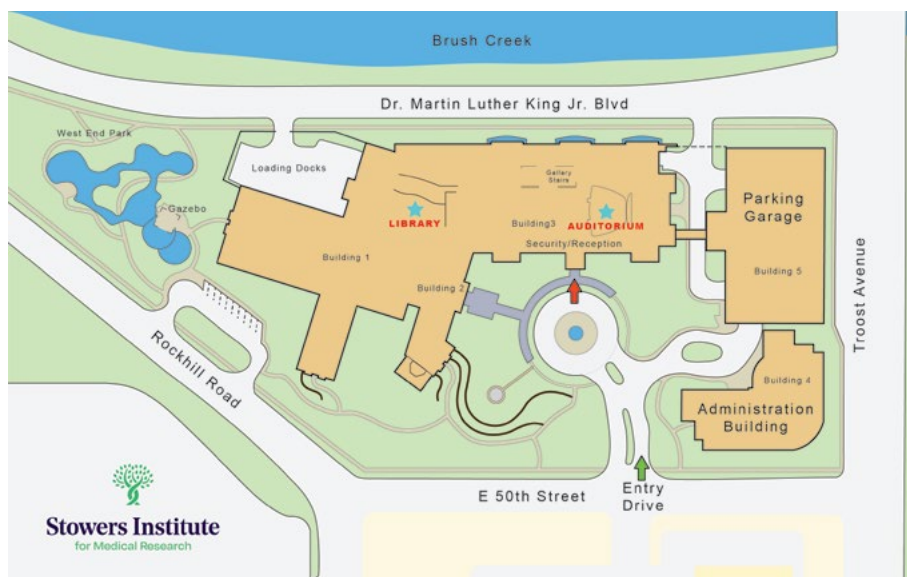 Brush Creek
Dr. Martin Luther King Jr. Blvd
West End Park
Loading Docks
Gallery
Stairs
Parking
Garage
Gazebo
LIBRARY
Building3
AUDITORIUM
Security/Reception
Building 1
Building 5
Building 2
Troost Avenue
Rockhill Road
Building 4
Administration
Building
E 50th Street
Entry
Drive
Stowers Institute
for Medical Research